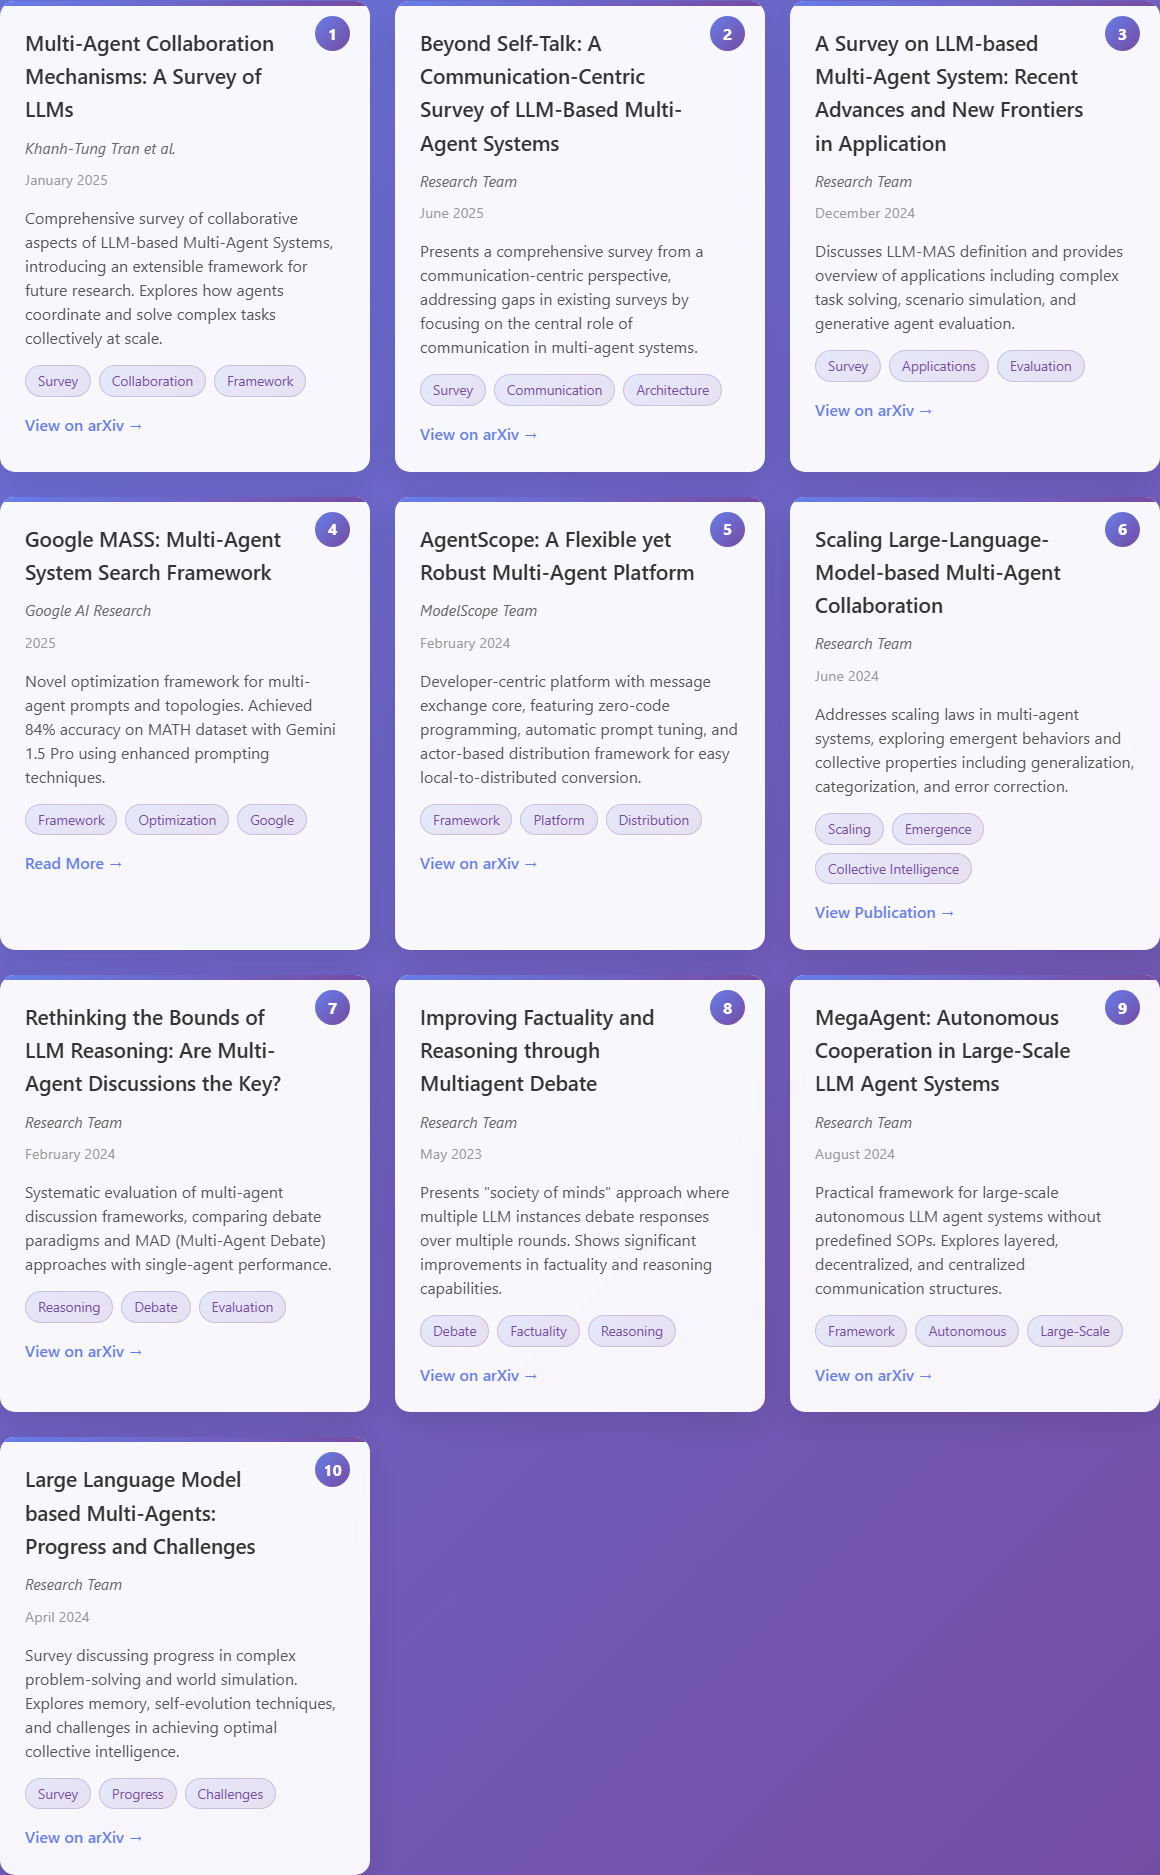 1
Multi-Agent Collaboration
Mechanisms: A Survey of
LLMs
Khanh-Tung Tran et al.
January 2025
Comprehensive survey of collaborative
aspects of LLM-based Multi-Agent Systems,
introducing an extensible framework for
future research. Explores how agents
coordinate and solve complex tasks
collectively at scale.
Survey Collaboration Framework
View on arXiv →
2
Beyond Self-Talk: A
Communication-Centric
Survey of LLM-Based Multi-
Agent Systems
Research Team
June 2025
Presents a comprehensive survey from a
communication-centric perspective,
addressing gaps in existing surveys by
focusing on the central role of
communication in multi-agent systems.
Survey Communication Architecture
View on arXiv →
3
A Survey on LLM-based
Multi-Agent System: Recent
Advances and New Frontiers
in Application
Research Team
December 2024
Discusses LLM-MAS definition and provides
overview of applications including complex
task solving, scenario simulation, and
generative agent evaluation.
Survey Applications Evaluation
View on arXiv →
4
Google MASS: Multi-Agent
System Search Framework
Google AI Research
2025
Novel optimization framework for multi-
agent prompts and topologies. Achieved
84% accuracy on MATH dataset with Gemini
1.5 Pro using enhanced prompting
techniques.
Framework Optimization Google
Read More →
5
AgentScope: A Flexible yet
Robust Multi-Agent Platform
ModelScope Team
February 2024
Developer-centric platform with message
exchange core, featuring zero-code
programming, automatic prompt tuning, and
actor-based distribution framework for easy
local-to-distributed conversion.
Framework Platform Distribution
View on arXiv →
6
Scaling Large-Language-
Model-based Multi-Agent
Collaboration
Research Team
June 2024
Addresses scaling laws in multi-agent
systems, exploring emergent behaviors and
collective properties including generalization,
categorization, and error correction.
Scaling Emergence
Collective Intelligence
View Publication →
7
Rethinking the Bounds of
LLM Reasoning: Are Multi-
Agent Discussions the Key?
Research Team
February 2024
Systematic evaluation of multi-agent
discussion frameworks, comparing debate
paradigms and MAD (Multi-Agent Debate)
approaches with single-agent performance.
Reasoning Debate Evaluation
View on arXiv →
8
Improving Factuality and
Reasoning through
Multiagent Debate
Research Team
May 2023
Presents "society of minds" approach where
multiple LLM instances debate responses
over multiple rounds. Shows significant
improvements in factuality and reasoning
capabilities.
Debate Factuality Reasoning
View on arXiv →
9
MegaAgent: Autonomous
Cooperation in Large-Scale
LLM Agent Systems
Research Team
August 2024
Practical framework for large-scale
autonomous LLM agent systems without
predefined SOPs. Explores layered,
decentralized, and centralized
communication structures.
Framework Autonomous Large-Scale
View on arXiv →
10
Large Language Model
based Multi-Agents:
Progress and Challenges
Research Team
April 2024
Survey discussing progress in complex
problem-solving and world simulation.
Explores memory, self-evolution techniques,
and challenges in achieving optimal
collective intelligence.
Survey Progress Challenges
View on arXiv →